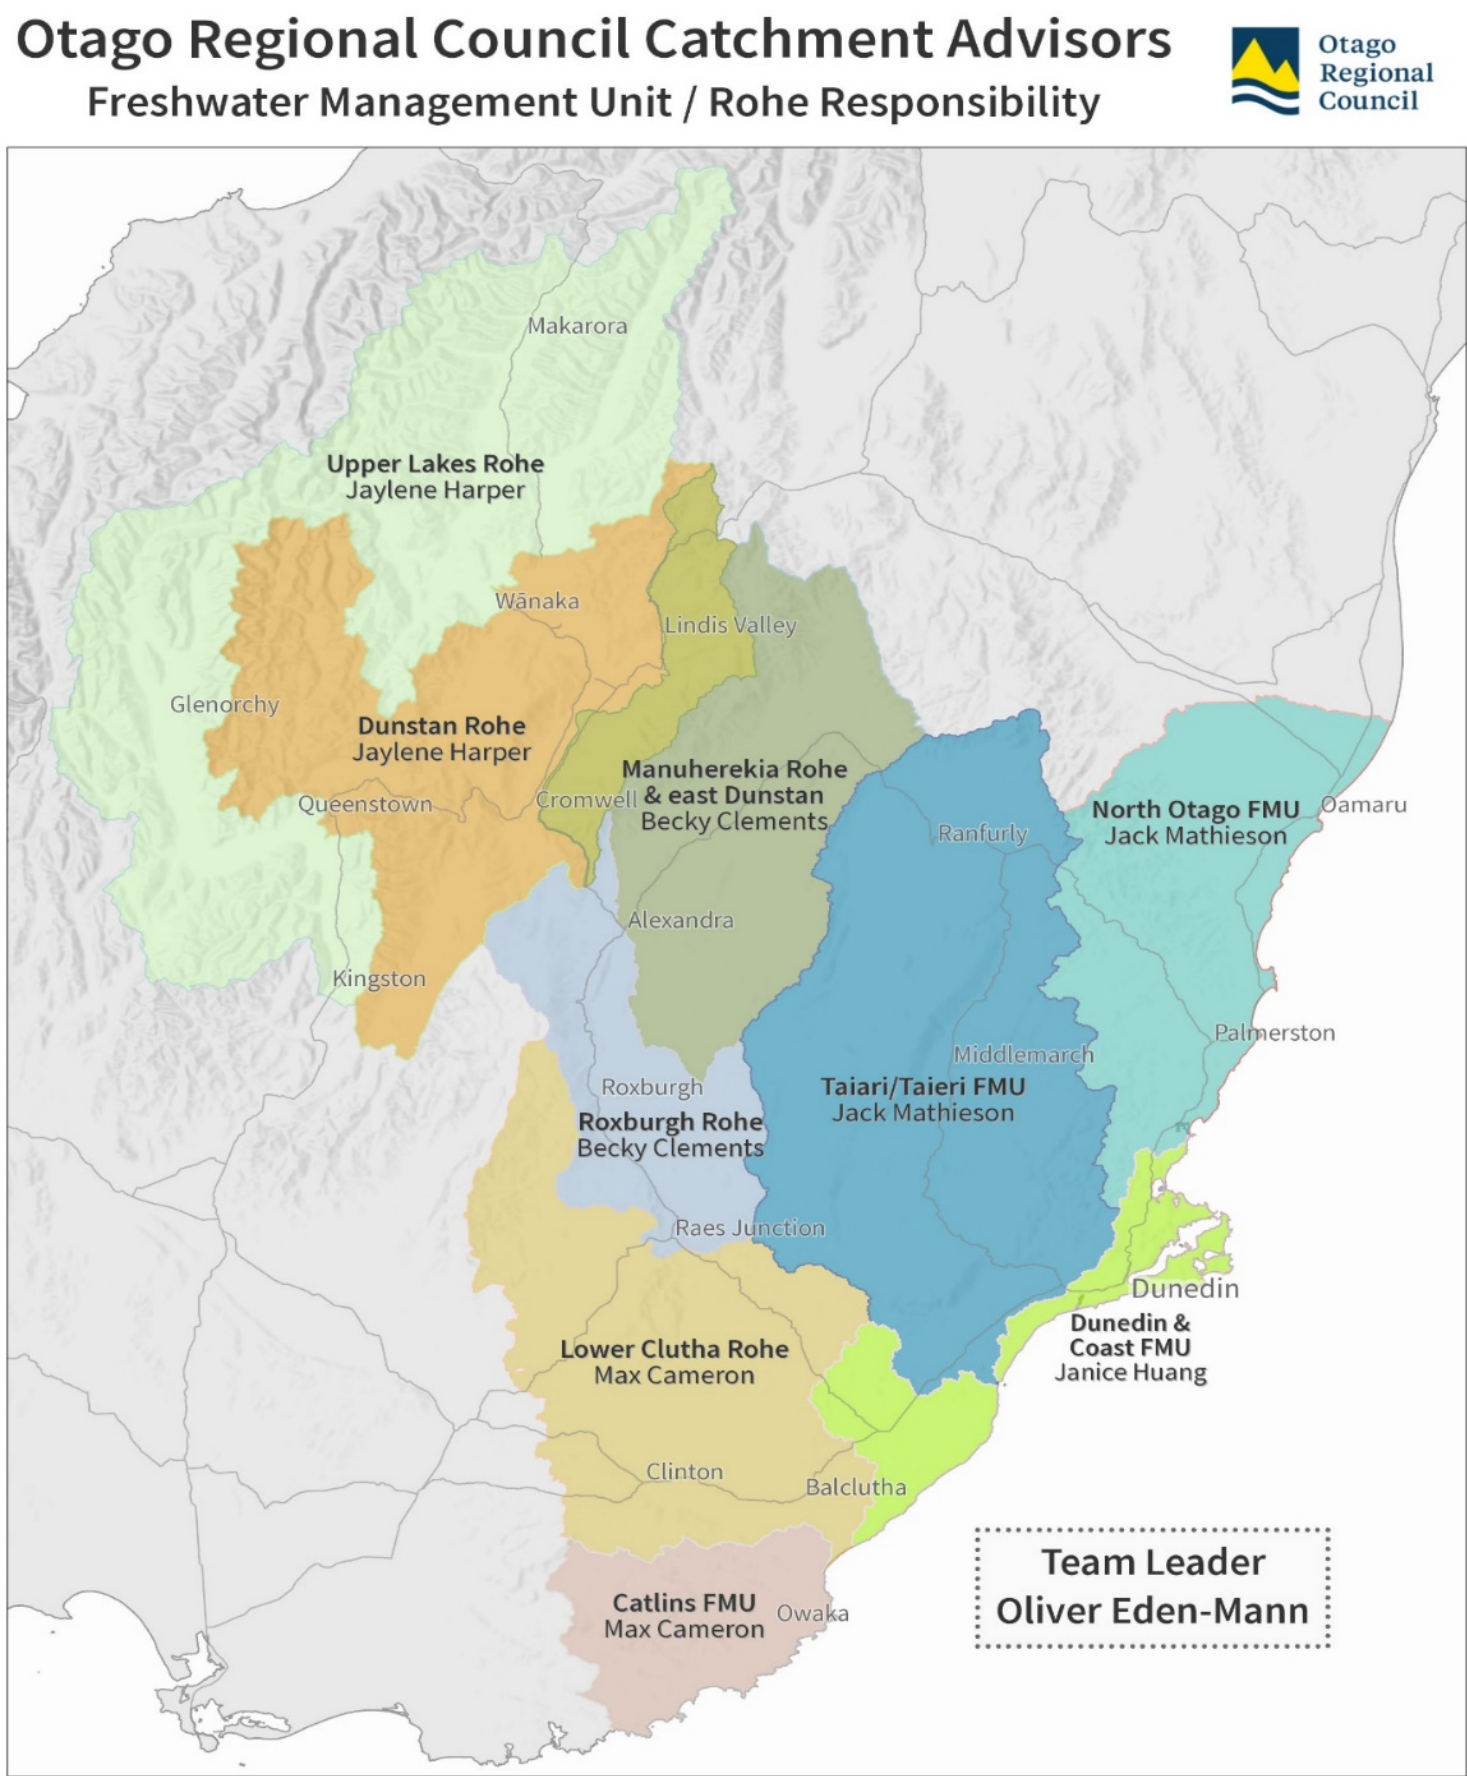 Otago Regional Council Catchment Advisors
Freshwater Management Unit / Rohe Responsibility
Otago
Regional
Council
Makarora
Upper Lakes Rohe
Jaylene Harper
Wānaka
Lindis Valley
Glenorchy
Dunstan Rohe
Jaylene Harper
Queenstown
Cromwell
Manuherekia Rohe
& east Dunstan
Becky Clements
Ranfurly
North Otago FMU
Jack Mathieson
Oamaru
Alexandra
Kingston
Palmerston
Middlemarch
Taiari/Taieri FMU
Jack Mathieson
Roxburgh
Roxburgh Rohe
Becky Clements
Raes Junction
Dunedin
Dunedin &
Coast FMU
Janice Huang
Lower Clutha Rohe
Max Cameron
Clinton
Balclutha
Catlins FMU
Max Cameron
Owaka
Team Leader
Oliver Eden-Mann